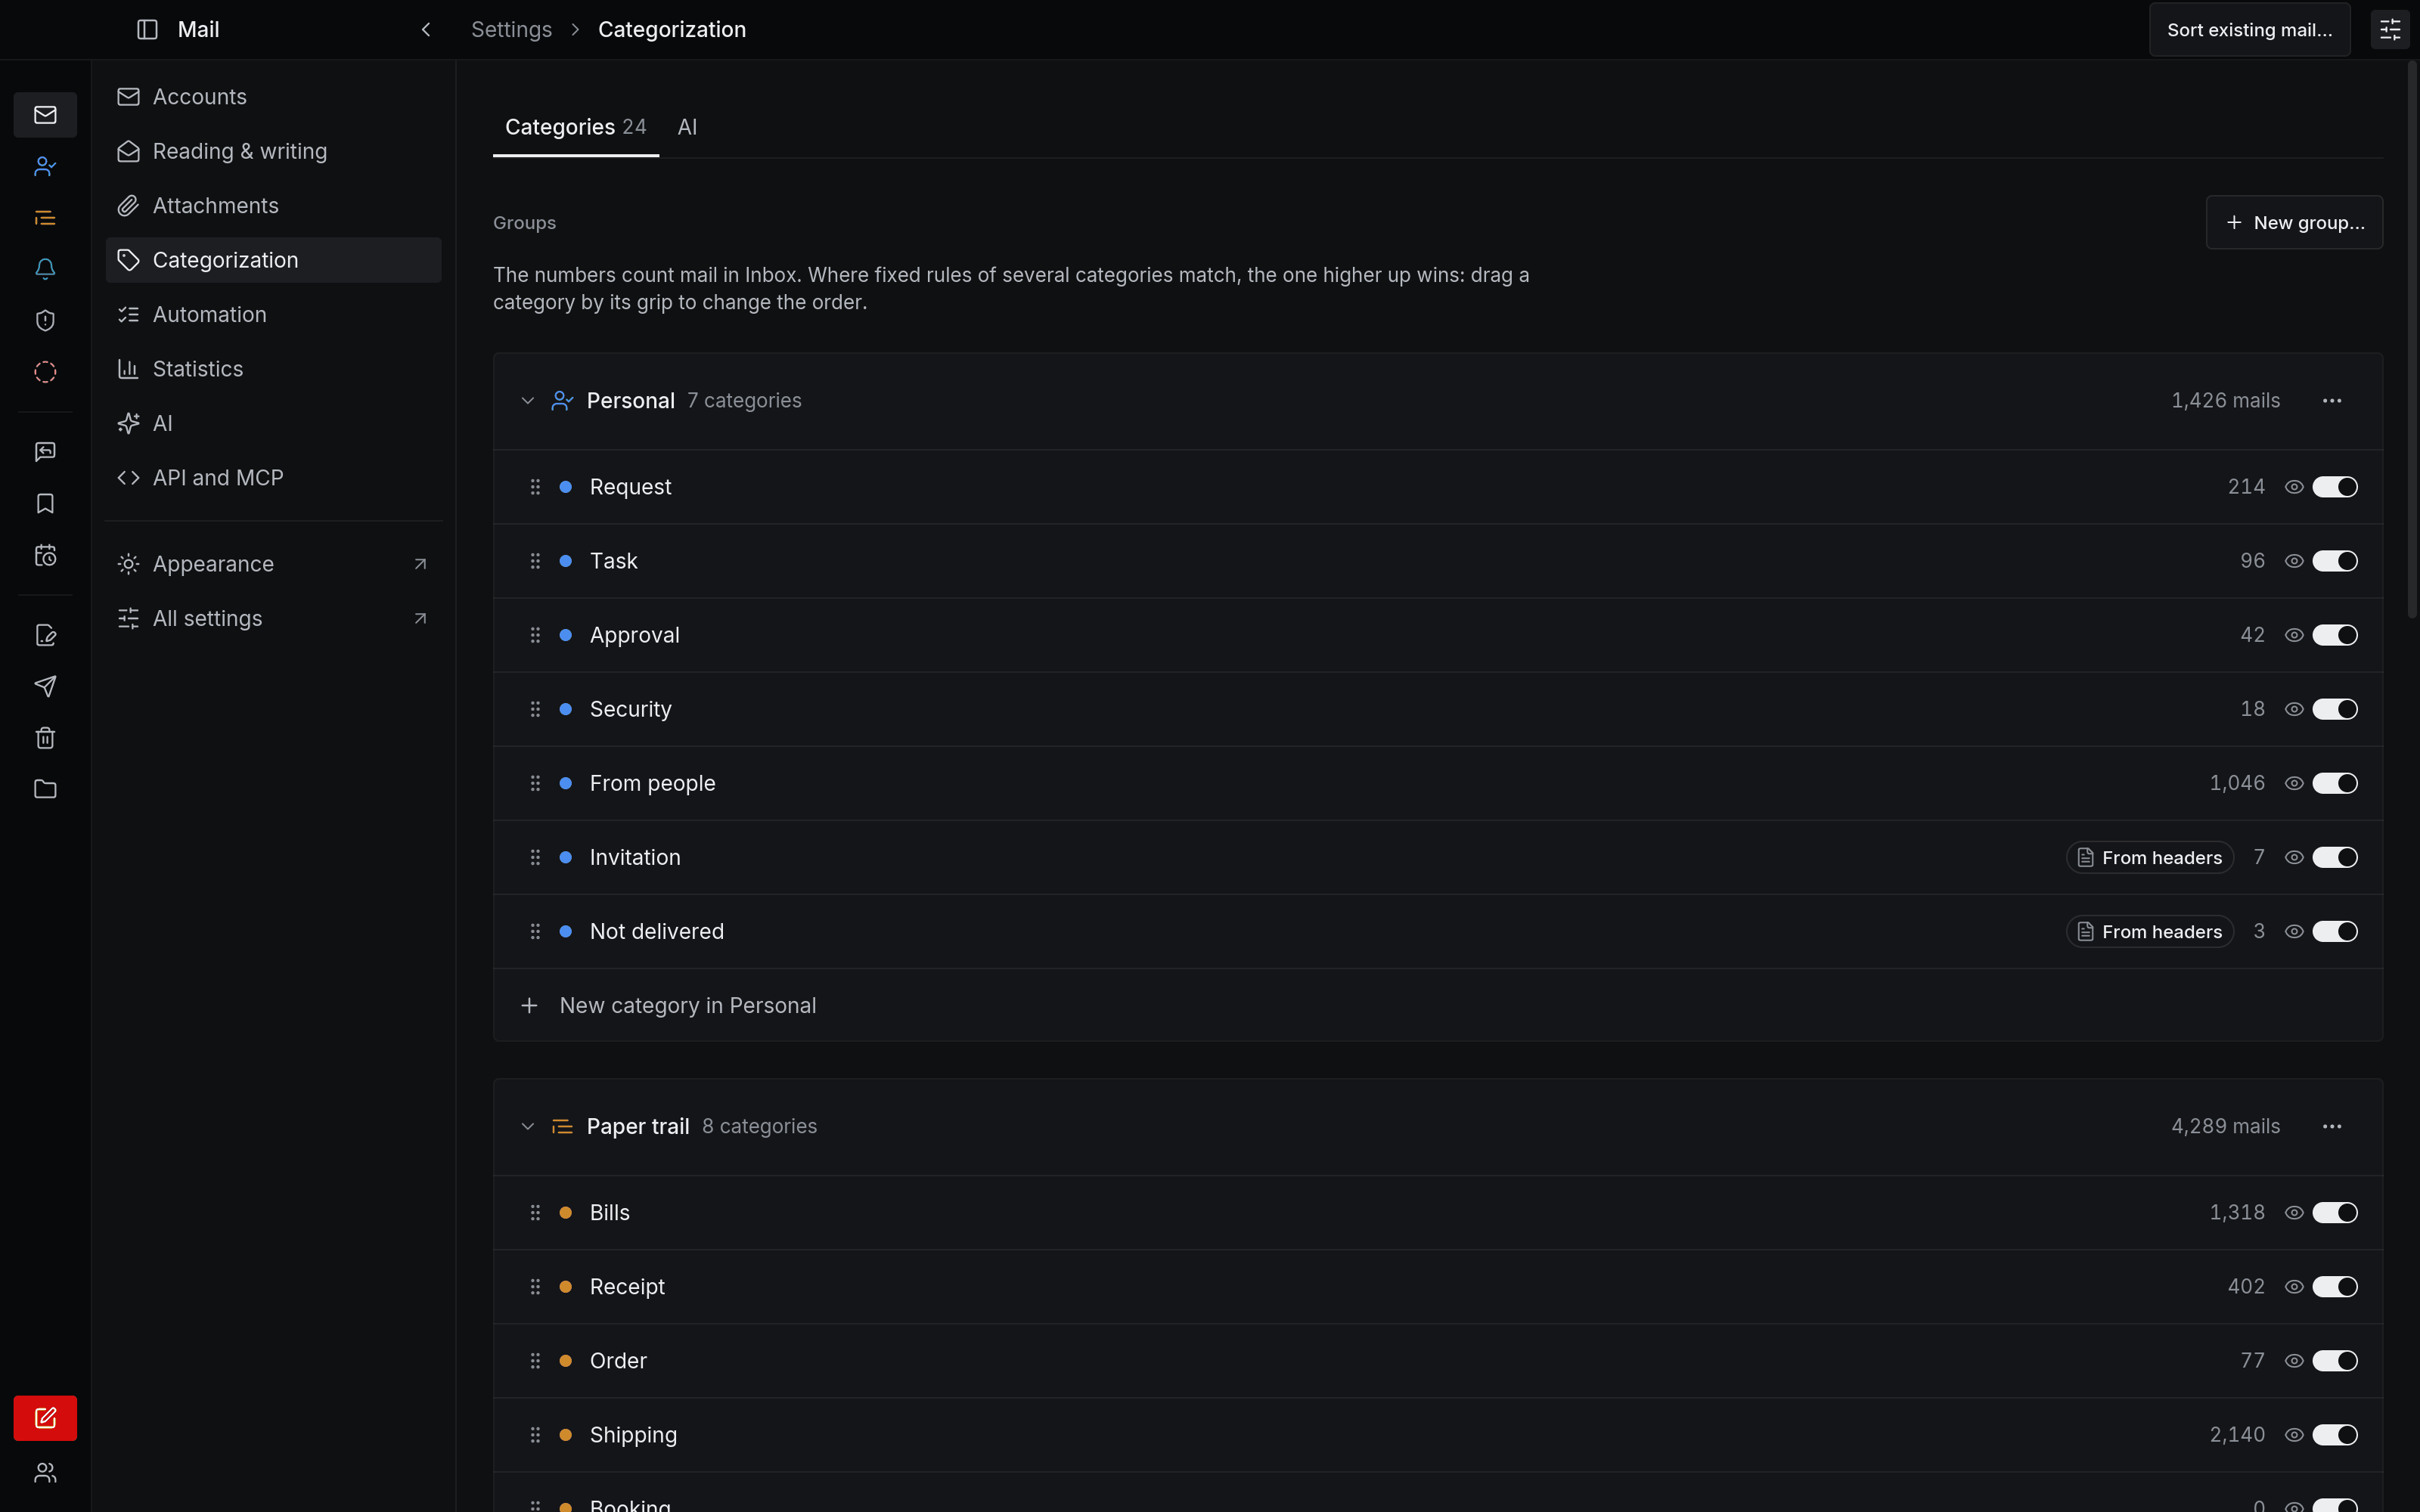 Mail
Settings > Categorization
Sort existing mail...
Accounts
Reading & writing
Attachments
Categorization
Automation
Statistics
AI
API and MCP
Appearance
All settings
Categories 24
AI
Groups
New group...
The numbers count mail in Inbox. Where fixed rules of several categories match, the one higher up wins: drag a
category by its grip to change the order.
Personal 7 categories 1,426 mails
Request 214
Task 96
Approval 42
Security 18
From people 1,046
Invitation From headers 7
Not delivered From headers 3
New category in Personal
Paper trail 8 categories 4,289 mails
Bills 1,318
Receipt 402
Order 77
Shipping 2,140
Booking 0